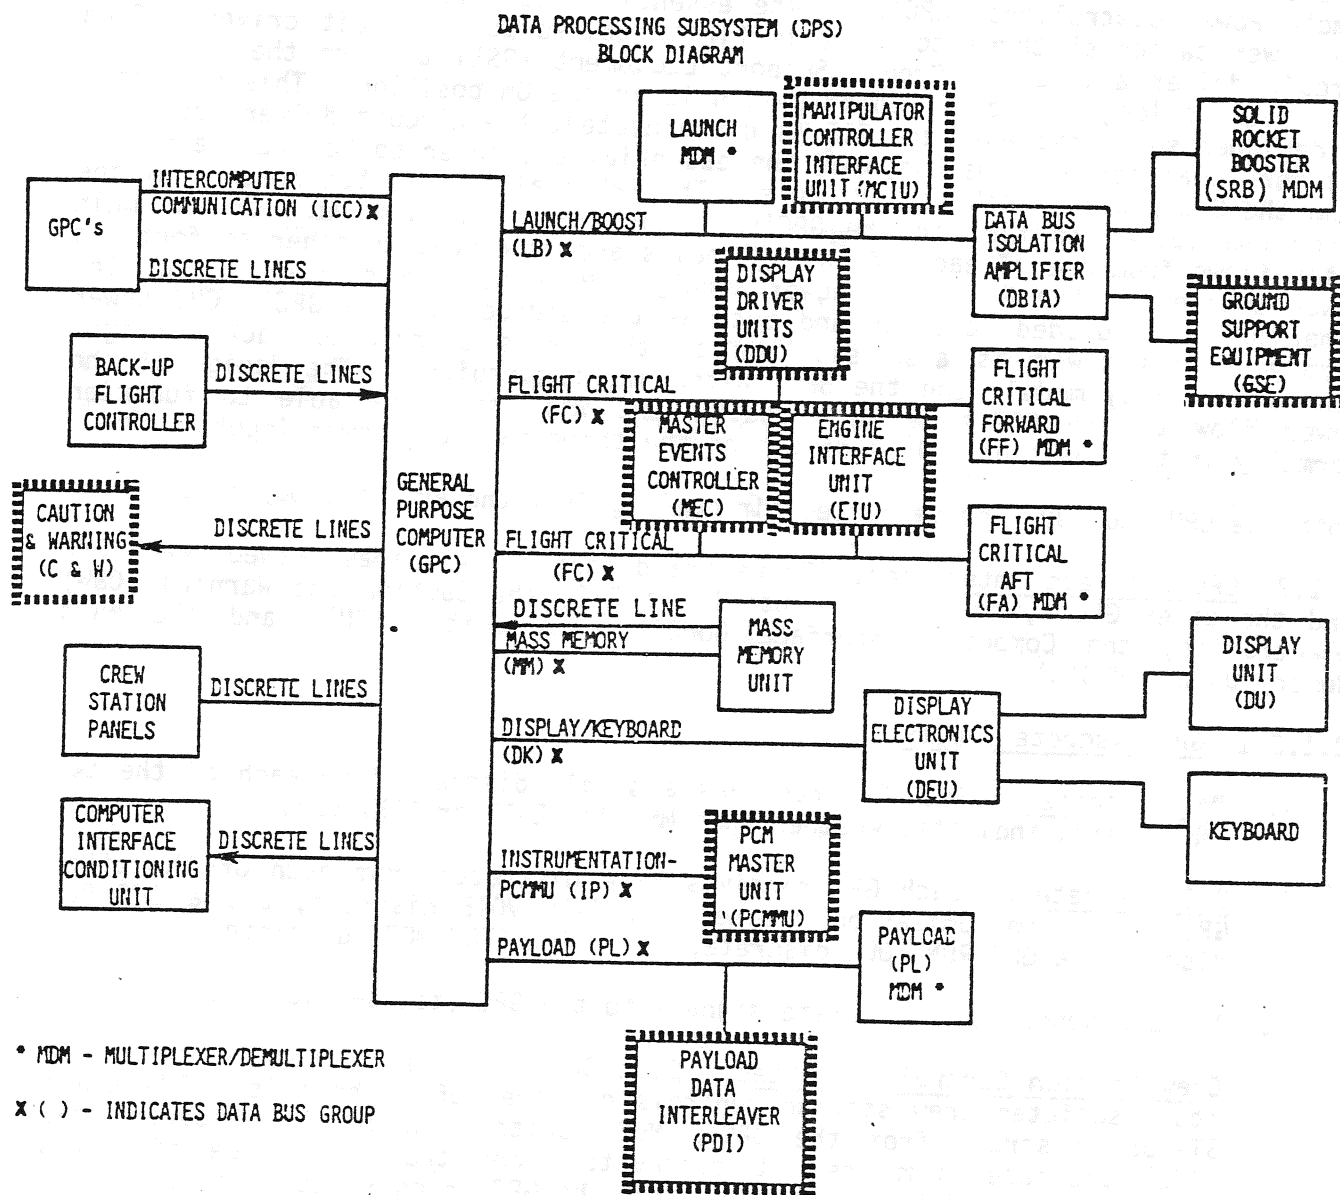 DATA PROCESSING SUBSYSTEM (DPS)
BLOCK DIAGRAM
LAUNCH
MDM *
MANIPULATOR
CONTROLLER
INTERFACE
UNIT (MCIU)
SOLID
ROCKET
BOOSTER
(SRB) MDM
GPC's
INTERCOMPUTER
COMMUNICATION (ICC) X
DISCRETE LINES
LAUNCH/BOOST
(LB) X
DATA BUS
ISOLATION
AMPLIFIER
(DBIA)
DISPLAY
DRIVER
UNITS
(DDU)
GROUND
SUPPORT
EQUIPMENT
(GSE)
BACK-UP
FLIGHT
CONTROLLER
DISCRETE LINES
FLIGHT CRITICAL
(FC) X
FLIGHT
CRITICAL
FORWARD
(FF) MDM *
MASTER
EVENTS
CONTROLLER
(MEC)
ENGINE
INTERFACE
UNIT
(EIU)
GENERAL
PURPOSE
COMPUTER
(GPC)
CAUTION
& WARNING
(C & W)
DISCRETE LINES
FLIGHT CRITICAL
(FC) X
FLIGHT
CRITICAL
AFT
(FA) MDM *
DISCRETE LINE
MASS MEMORY
(MM) X
MASS
MEMORY
UNIT
DISPLAY
UNIT
(DU)
CREW
STATION
PANELS
DISCRETE LINES
DISPLAY/KEYBOARD
(DK) X
DISPLAY
ELECTRONICS
UNIT
(DEU)
KEYBOARD
COMPUTER
INTERFACE
CONDITIONING
UNIT
DISCRETE LINES
INSTRUMENTATION-
PCMMU (IP) X
PCM
MASTER
UNIT
(PCMMU)
PAYLOAD (PL) X
PAYLOAD
(PL)
MDM *
PAYLOAD
DATA
INTERLEAVER
(PDI)
* MDM - MULTIPLEXER/DEMULTIPLEXER
X ( ) - INDICATES DATA BUS GROUP